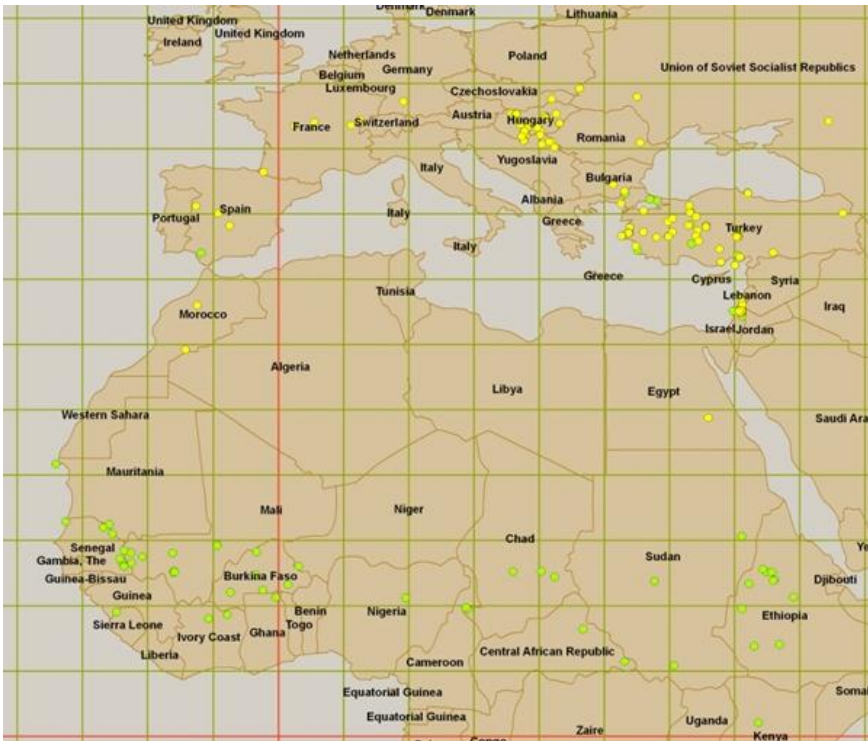 Denmark
Denmark
Lithuania
United Kingdom
United Kingdom
Ireland
Netherlands
Poland
Belgium
Germany
Union of Soviet Socialist Republics
Luxembourg
Czechoslovakia
France
Switzerland
Austria
Hungary
Romania
Italy
Yugoslavia
Bulgaria
Albania
Portugal
Spain
Italy
Greece
Turkey
Italy
Greece
Cyprus
Syria
Tunisia
Lebanon
Iraq
Morocco
Israel
Jordan
Algeria
Libya
Egypt
Western Sahara
Saudi Ara
Mauritania
Mali
Niger
Chad
Sudan
Ye
Senegal
Gambia, The
Guinea-Bissau
Burkina Faso
Djibouti
Guinea
Benin
Nigeria
Ethiopia
Sierra Leone
Ivory Coast
Ghana
Togo
Liberia
Cameroon
Central African Republic
Equatorial Guinea
Somal
Equatorial Guinea
Zaire
Uganda
Kenya
Congo